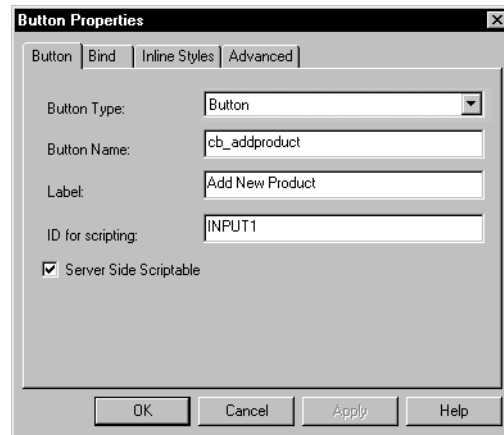 Button Properties
Button Bind Inline Styles Advanced
Button Type: Button
Button Name: cb_addproduct
Label: Add New Product
ID for scripting: INPUT1
Server Side Scriptable
OK Cancel Apply Help